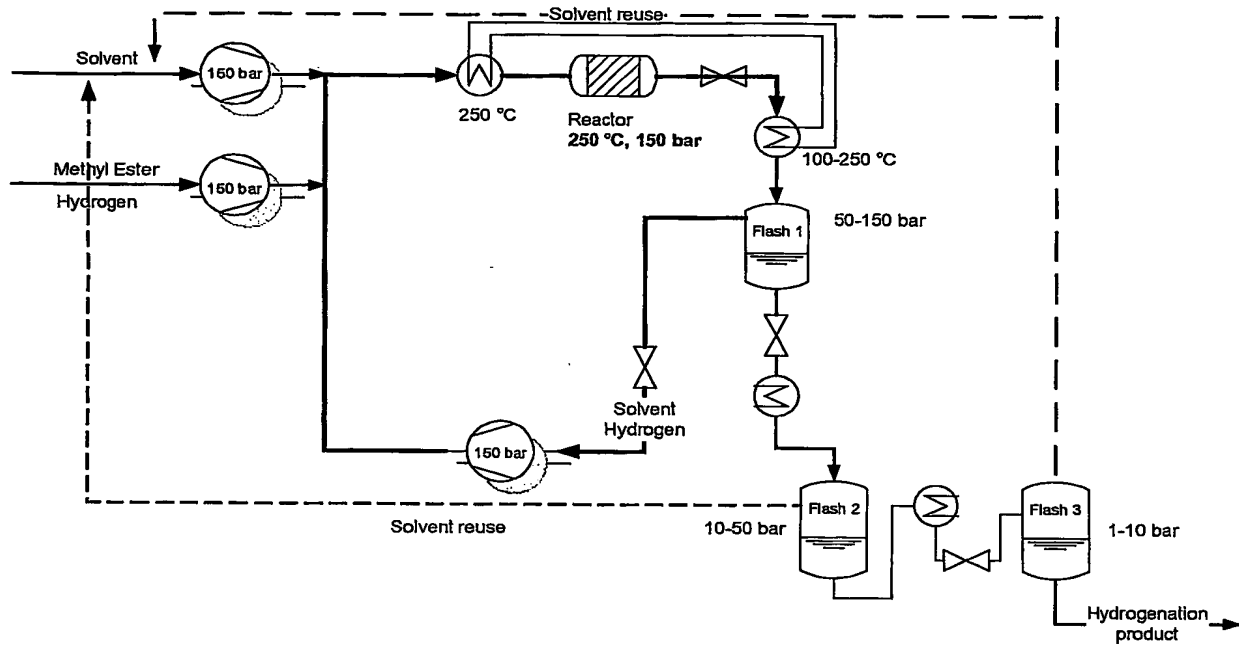 Solvent reuse
Solvent
150 bar
250 °C
Reactor
250 °C, 150 bar
100-250 °C
Methyl Ester
Hydrogen
150 bar
Flash 1
50-150 bar
Solvent
Hydrogen
150 bar
Solvent reuse
Flash 2
10-50 bar
Flash 3
1-10 bar
Hydrogenation
product